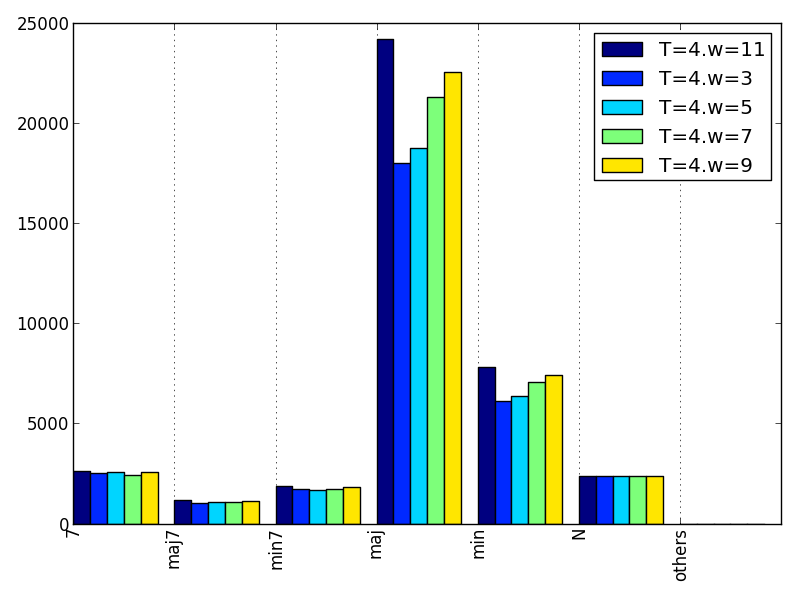 25000
20000
15000
10000
5000
0
T=4.w=11
T=4.w=3
T=4.w=5
T=4.w=7
T=4.w=9
7
maj7
min7
maj
min
N
others